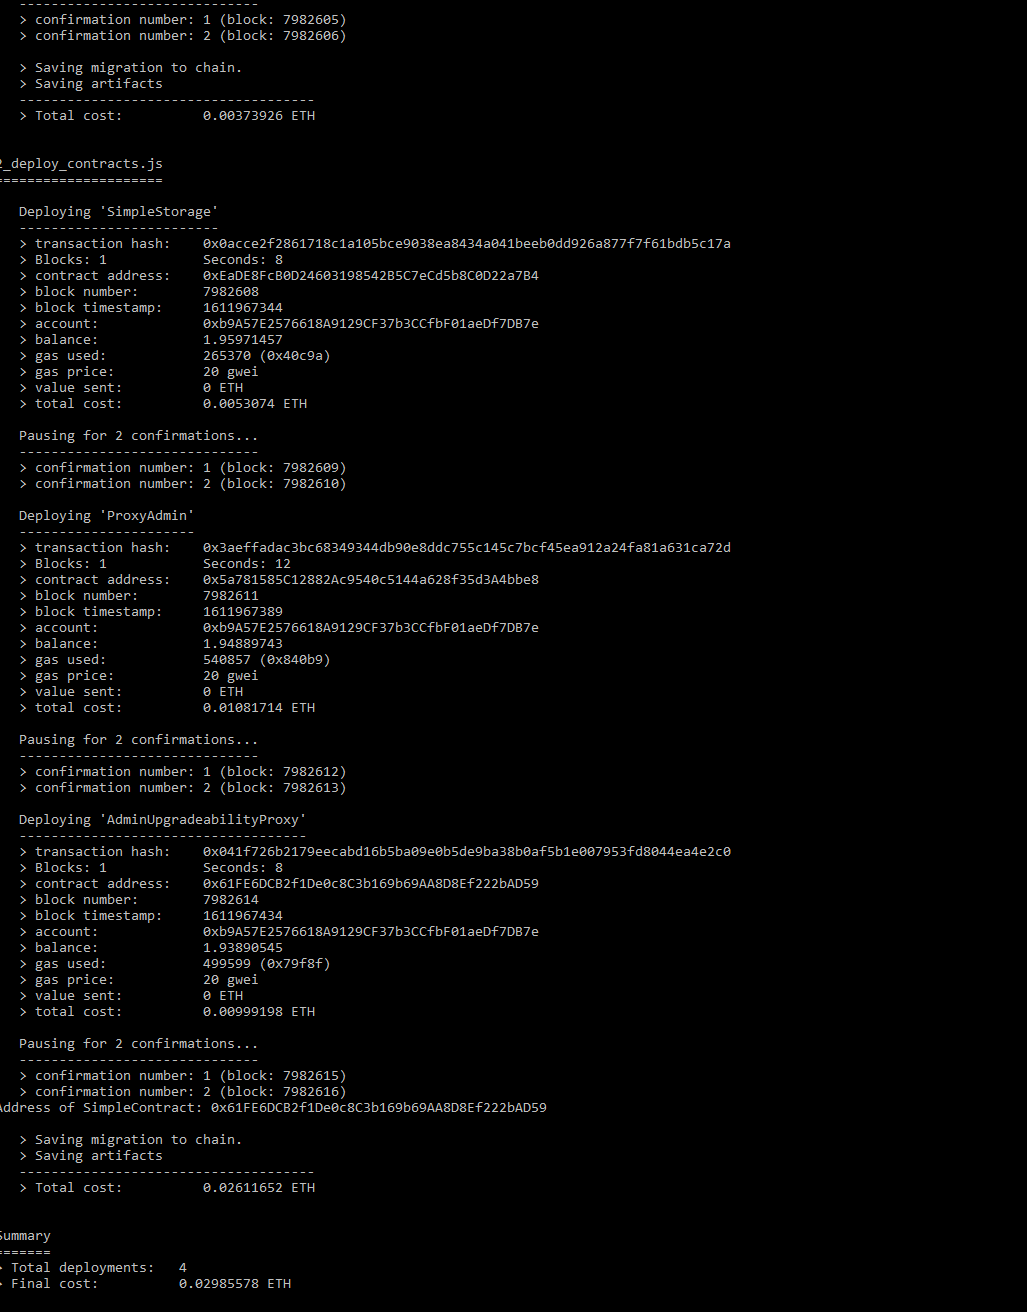 ------------------------------
> confirmation number: 1 (block: 7982605)
> confirmation number: 2 (block: 7982606)
> Saving migration to chain.
> Saving artifacts
-------------------------------------
> Total cost: 0.00373926 ETH
2_deploy_contracts.js
=====================
Deploying 'SimpleStorage'
-------------------------
> transaction hash: 0x0acce2f2861718c1a105bce9038ea8434a041beeb0dd926a877f7f61bdb5c17a
> Blocks: 1 Seconds: 8
> contract address: 0xEaDE8FcB0D24603198542B5C7eCd5b8C0D22a7B4
> block number: 7982608
> block timestamp: 1611967344
> account: 0xb9A57E2576618A9129CF37b3CCfbF01aeDf7DB7e
> balance: 1.95971457
> gas used: 265370 (0x40c9a)
> gas price: 20 gwei
> value sent: 0 ETH
> total cost: 0.0053074 ETH
Pausing for 2 confirmations...
------------------------------
> confirmation number: 1 (block: 7982609)
> confirmation number: 2 (block: 7982610)
Deploying 'ProxyAdmin'
----------------------
> transaction hash: 0x3aeffadac3bc68349344db90e8ddc755c145c7bcf45ea912a24fa81a631ca72d
> Blocks: 1 Seconds: 12
> contract address: 0x5a781585C12882Ac9540c5144a628f35d3A4bbe8
> block number: 7982611
> block timestamp: 1611967389
> account: 0xb9A57E2576618A9129CF37b3CCfbF01aeDf7DB7e
> balance: 1.94889743
> gas used: 540857 (0x840b9)
> gas price: 20 gwei
> value sent: 0 ETH
> total cost: 0.01081714 ETH
Pausing for 2 confirmations...
------------------------------
> confirmation number: 1 (block: 7982612)
> confirmation number: 2 (block: 7982613)
Deploying 'AdminUpgradeabilityProxy'
------------------------------------
> transaction hash: 0x041f726b2179eecabd16b5ba09e0b5de9ba38b0af5b1e007953fd8044ea4e2c0
> Blocks: 1 Seconds: 8
> contract address: 0x61FE6DCB2f1De0c8C3b169b69AA8D8Ef222bAD59
> block number: 7982614
> block timestamp: 1611967434
> account: 0xb9A57E2576618A9129CF37b3CCfbF01aeDf7DB7e
> balance: 1.93890545
> gas used: 499599 (0x79f8f)
> gas price: 20 gwei
> value sent: 0 ETH
> total cost: 0.00999198 ETH
Pausing for 2 confirmations...
------------------------------
> confirmation number: 1 (block: 7982615)
> confirmation number: 2 (block: 7982616)
Address of SimpleContract: 0x61FE6DCB2f1De0c8C3b169b69AA8D8Ef222bAD59
> Saving migration to chain.
> Saving artifacts
-------------------------------------
> Total cost: 0.02611652 ETH
Summary
=======
> Total deployments: 4
> Final cost: 0.02985578 ETH